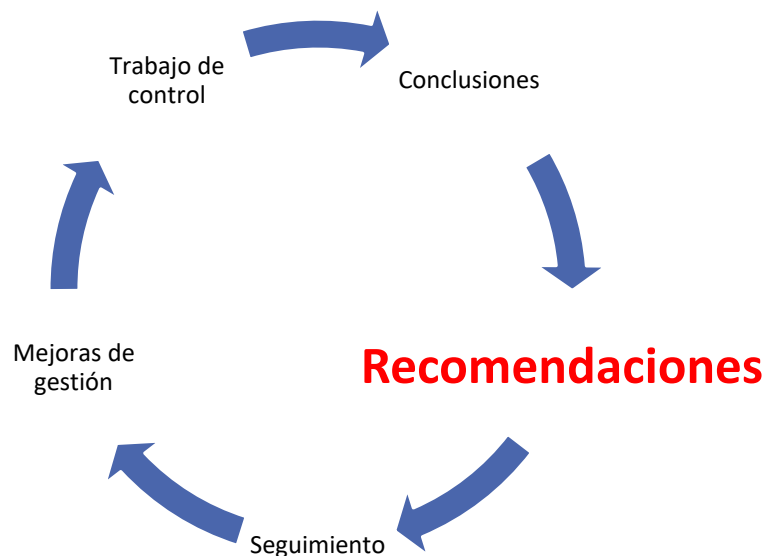 Trabajo de
control
Conclusiones
Recomendaciones
Seguimiento
Mejoras de
gestión